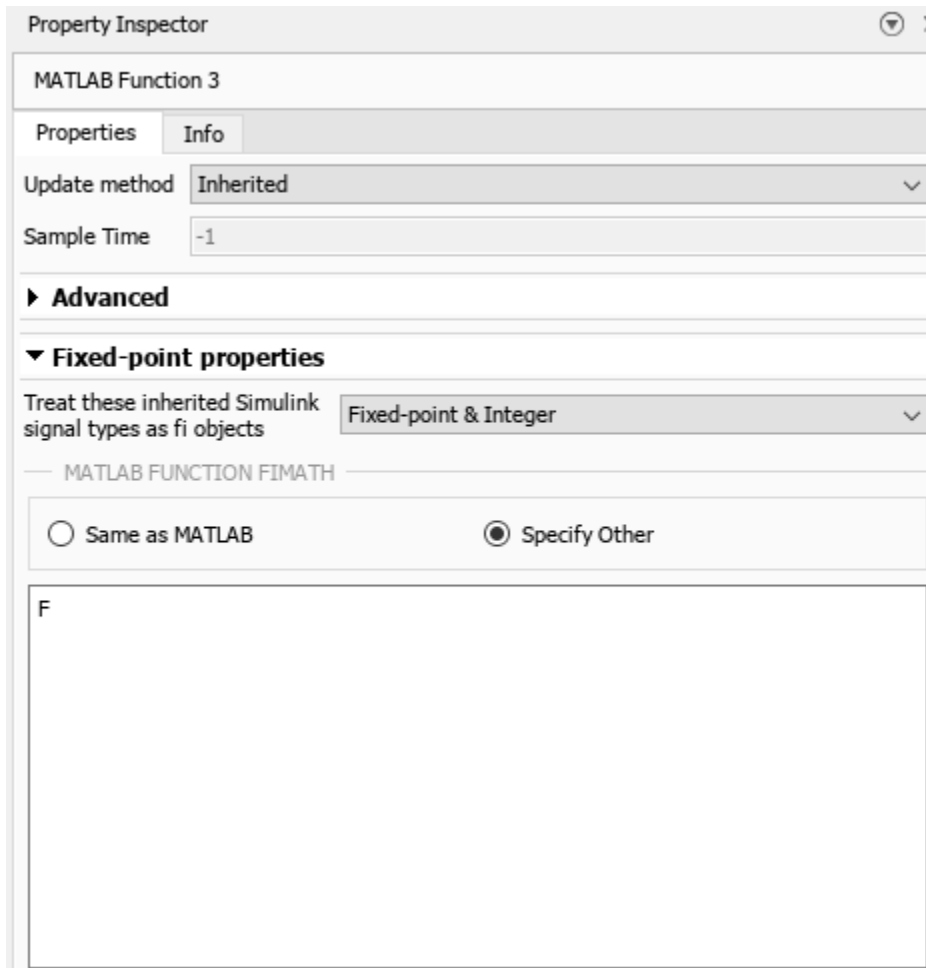 Property Inspector
MATLAB Function 3
Properties Info
Update method Inherited
Sample Time -1
Advanced
Fixed-point properties
Treat these inherited Simulink
signal types as fi objects Fixed-point & Integer
MATLAB FUNCTION FIMATH
Same as MATLAB Specify Other
F